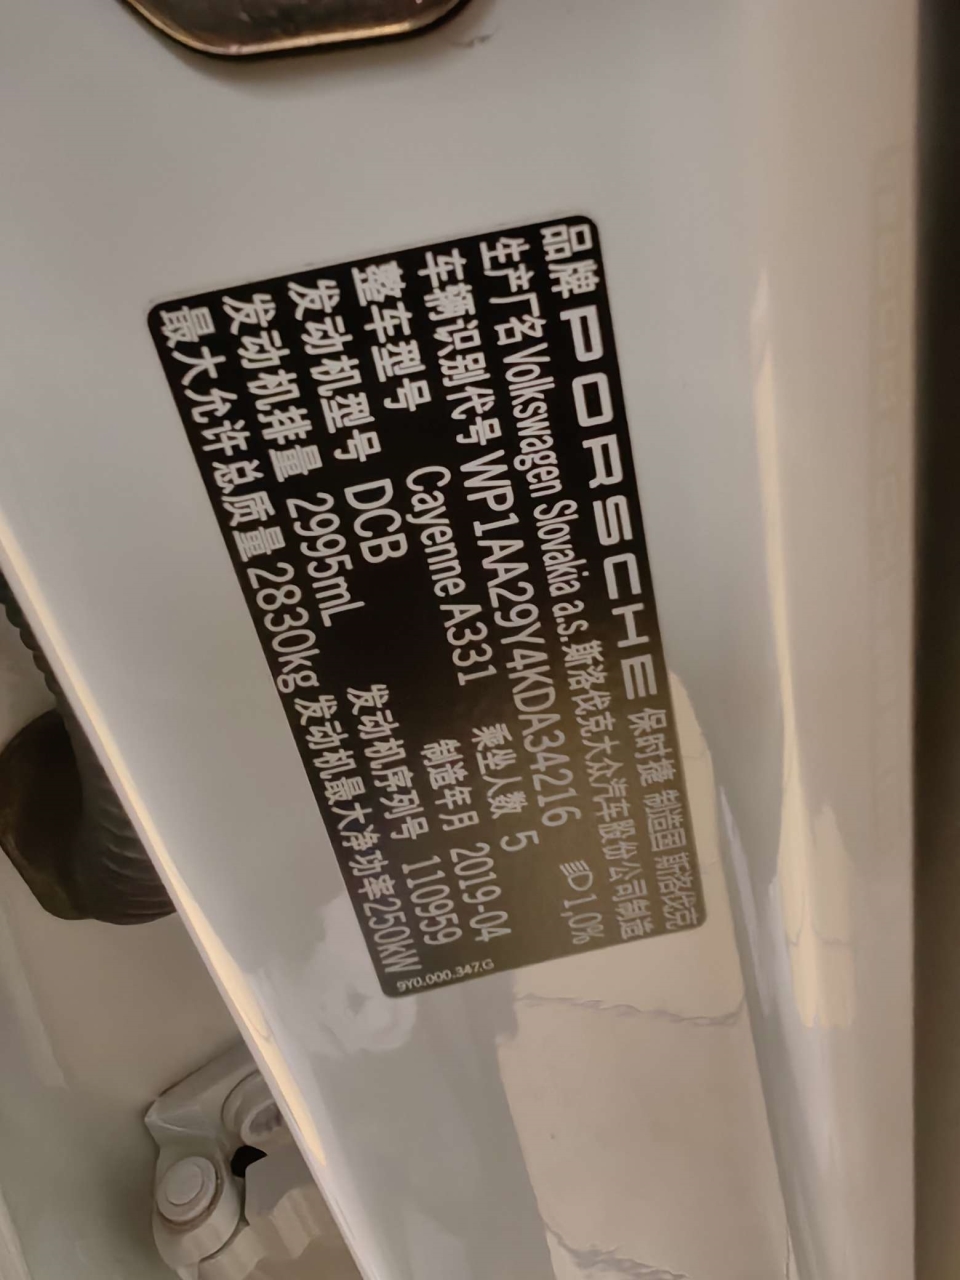 品牌 PORSCHE 保时捷 制造国 斯洛伐克
生产厂名 Volkswagen Slovakia a.s.斯洛伐克大众汽车股份公司制造
车辆识别代号 WP1AA29Y4KDA34216 1,0%
整车型号 Cayenne A331 乘坐人数 5
发动机型号 DCB 制造年月 2019-04
发动机排量 2995mL 发动机序列号 110959
最大允许总质量 2830kg 发动机最大净功率250kW
9Y0.000.347.G